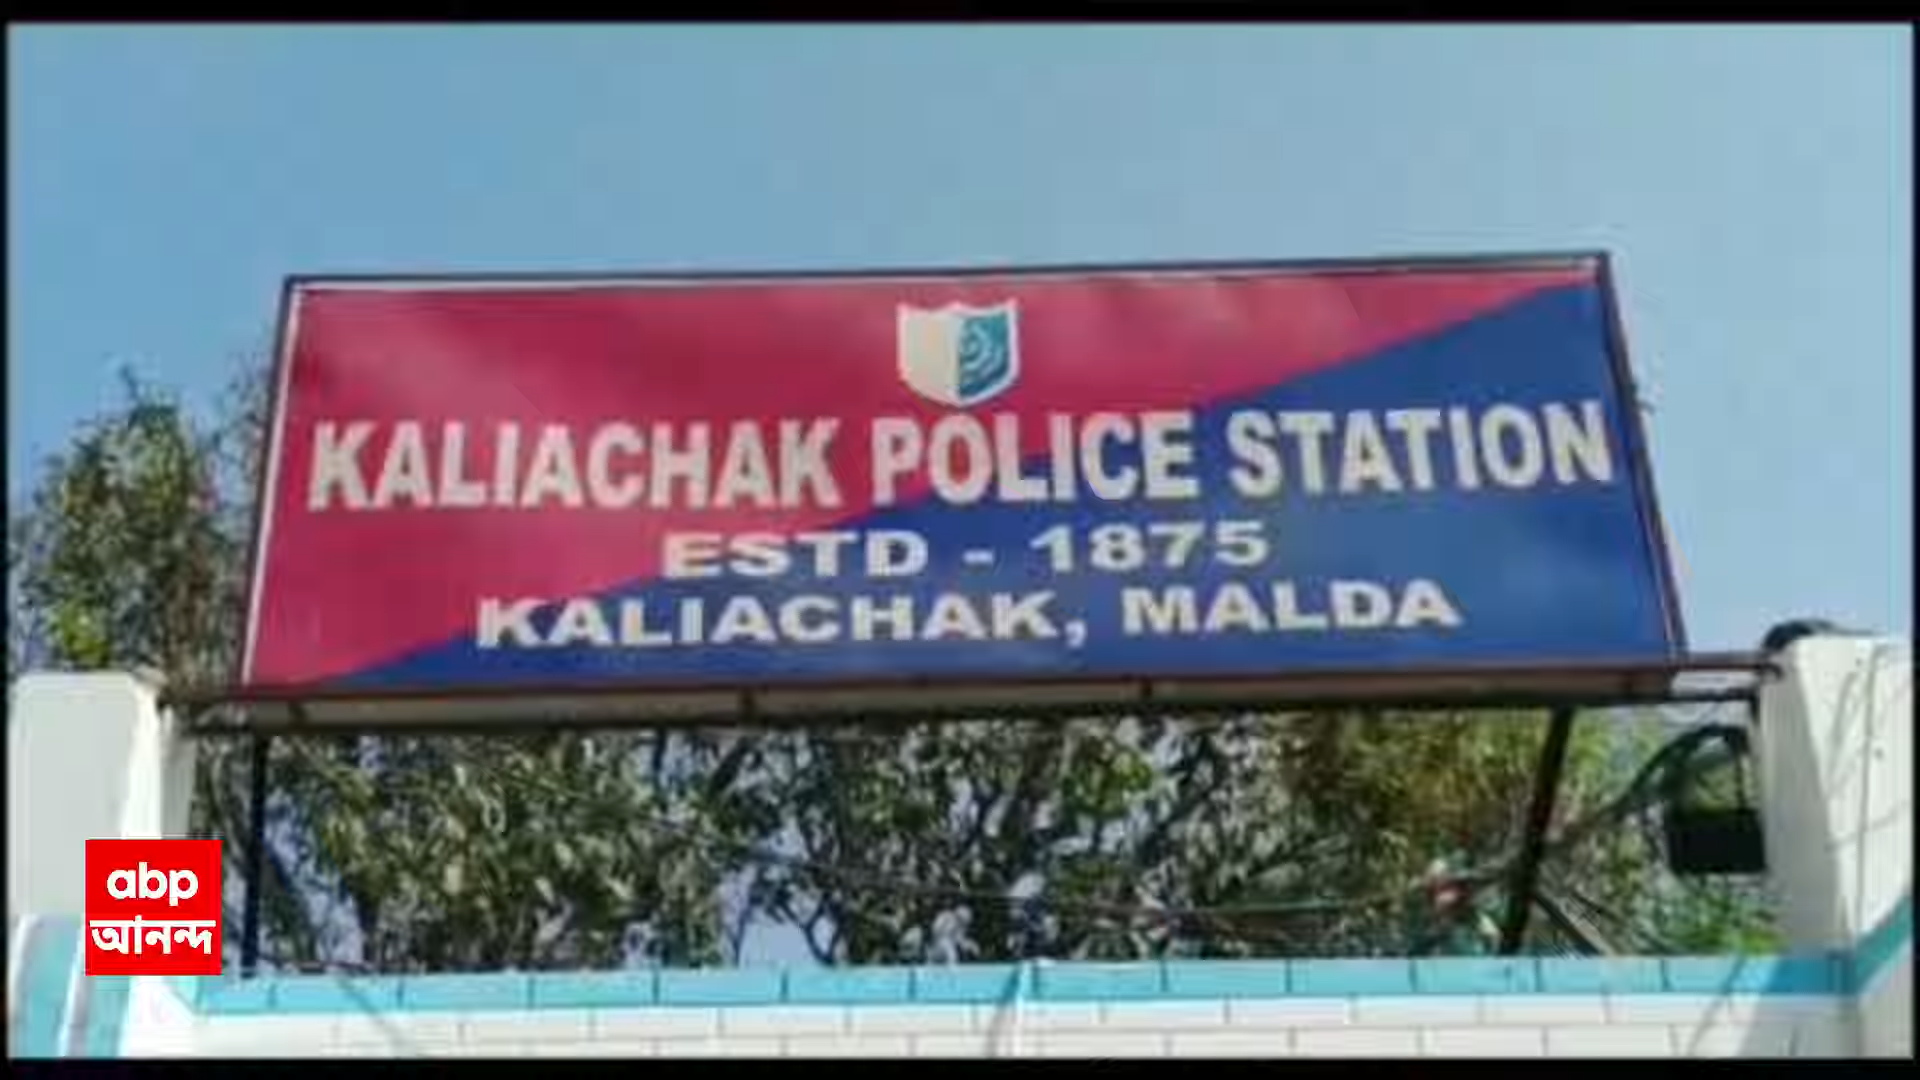 KALIACHAK POLICE STATION
ESTD - 1875
KALIACHAK, MALDA
abp
আনন্দ